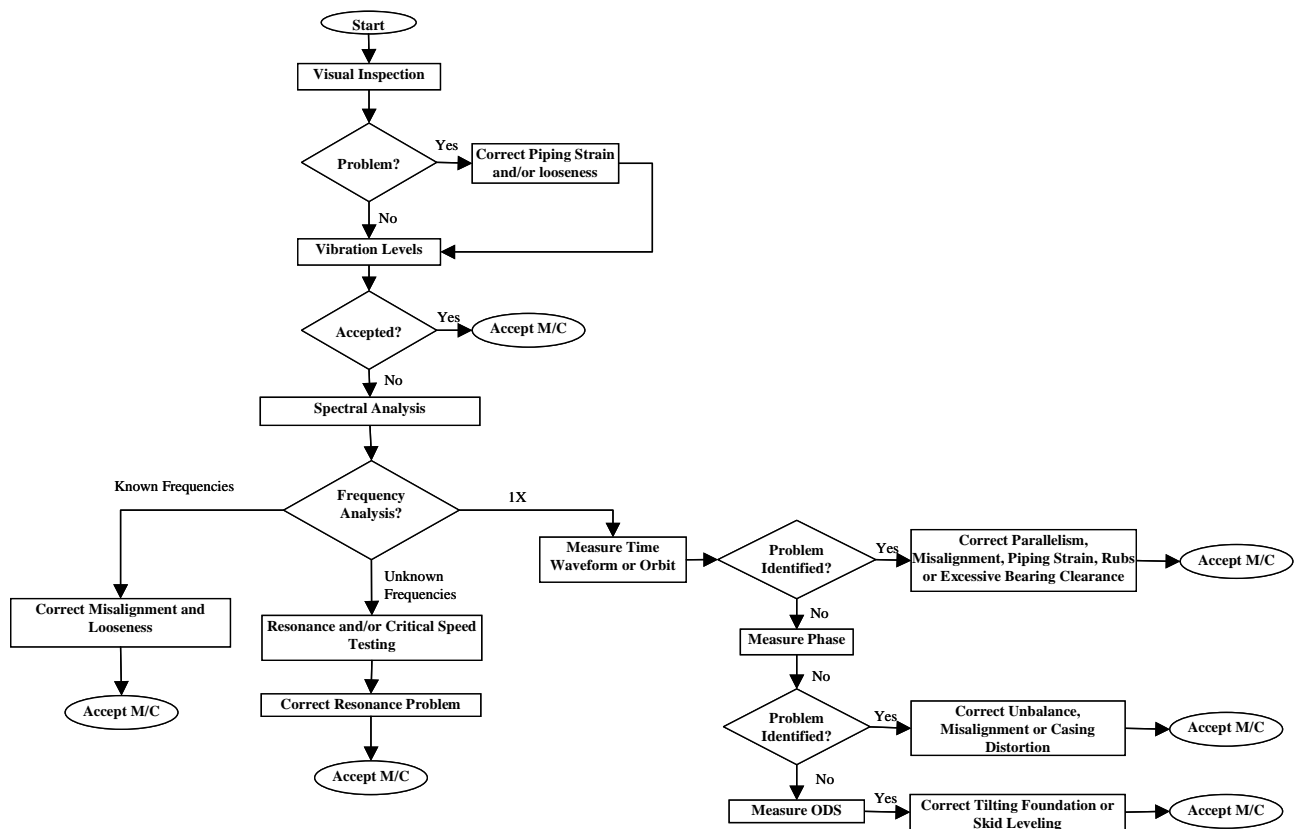 Start
Visual Inspection
Problem?
Yes
Correct Piping Strain
and/or looseness
No
Vibration Levels
Accepted?
Yes
Accept M/C
No
Spectral Analysis
Frequency
Analysis?
Known Frequencies
1X
Unknown
Frequencies
Correct Misalignment and
Looseness
Accept M/C
Resonance and/or Critical Speed
Testing
Correct Resonance Problem
Accept M/C
Measure Time
Waveform or Orbit
Problem
Identified?
Yes
Correct Parallelism,
Misalignment, Piping Strain, Rubs
or Excessive Bearing Clearance
Accept M/C
No
Measure Phase
No
Problem
Identified?
Yes
Correct Unbalance,
Misalignment or Casing
Distortion
Accept M/C
No
Measure ODS
Yes
Correct Tilting Foundation or
Skid Leveling
Accept M/C